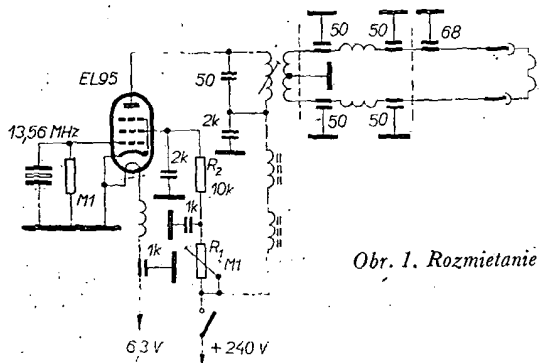 50
50
68
EL95
50
50
50
13,56 MHz
2k
2k
R₂
M1
10k
1k
R₁
1k
M1
Obr. 1. Rozmietanie
6,3 V
+ 240 V